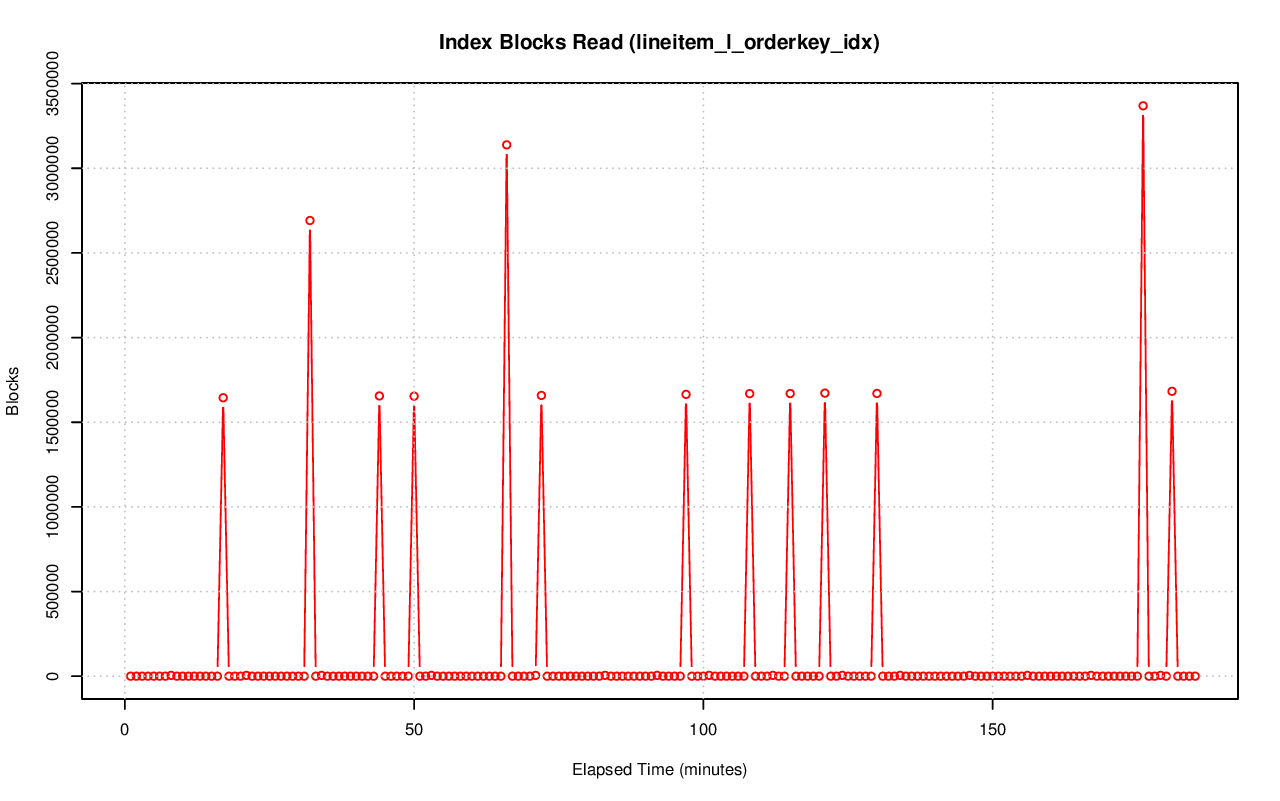 Index Blocks Read (lineitem_l_orderkey_idx)
3500000
3000000
2500000
2000000
1500000
1000000
500000
0
Blocks
0 50 100 150
Elapsed Time (minutes)